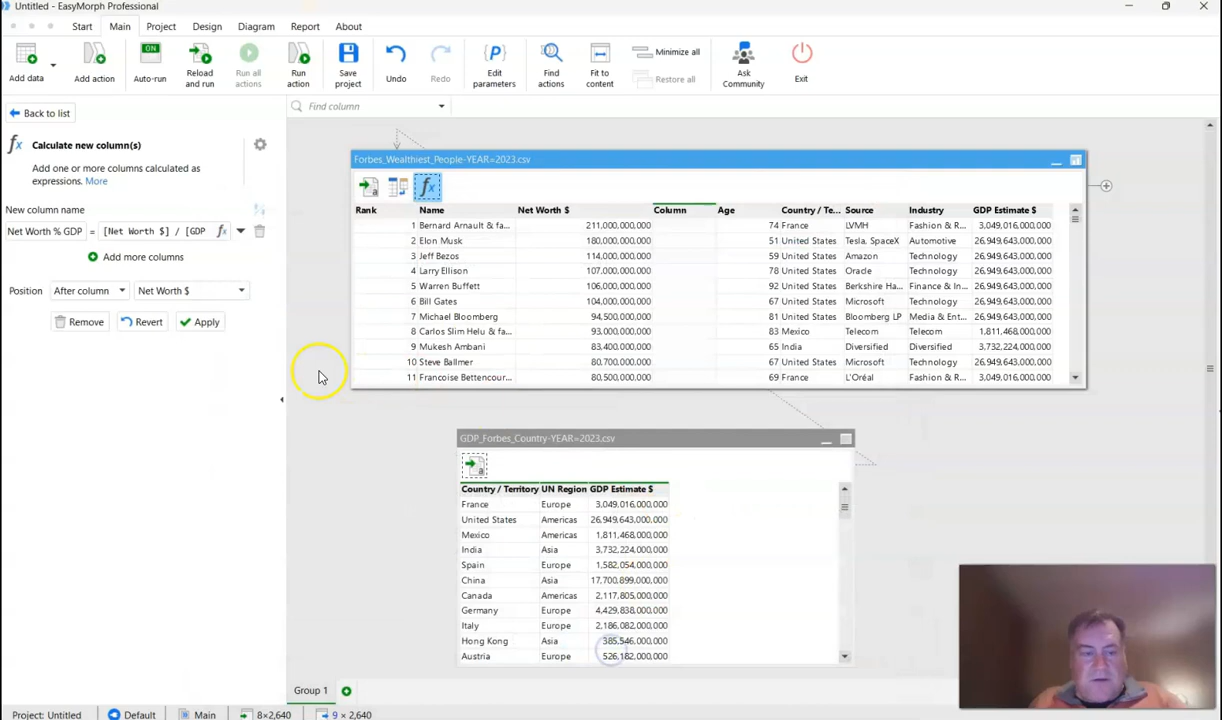 Untitled - EasyMorph Professional
Start Main Project Design Diagram Report About
Add data
Add action
Auto-run
ON
Reload and run
Run all actions
Run action
Save project
Undo
Redo
Edit parameters
Find actions
Fit to content
Minimize all
Restore all
Ask Community
Exit
Back to list
Find column
Calculate new column(s)
Add one or more columns calculated as
expressions. More
New column name
Net Worth % GDP = [Net Worth $] / [GDP fx
Add more columns
Position After column Net Worth $
Remove Revert Apply
Forbes_Wealthiest_People-YEAR=2023.csv
Rank Name Net Worth $ Column Age Country / Te... Source Industry GDP Estimate $
1 Bernard Arnault & fa... 211,000,000,000 74 France LVMH Fashion & R... 3,049,016,000,000
2 Elon Musk 180,000,000,000 51 United States Tesla, SpaceX Automotive 26,949,643,000,000
3 Jeff Bezos 114,000,000,000 59 United States Amazon Technology 26,949,643,000,000
4 Larry Ellison 107,000,000,000 78 United States Oracle Technology 26,949,643,000,000
5 Warren Buffett 106,000,000,000 92 United States Berkshire Ha... Finance & In... 26,949,643,000,000
6 Bill Gates 104,000,000,000 67 United States Microsoft Technology 26,949,643,000,000
7 Michael Bloomberg 94,500,000,000 81 United States Bloomberg LP Media & Ent... 26,949,643,000,000
8 Carlos Slim Helu & fa... 93,000,000,000 83 Mexico Telecom Telecom 1,811,468,000,000
9 Mukesh Ambani 83,400,000,000 65 India Diversified Diversified 3,732,224,000,000
10 Steve Ballmer 80,700,000,000 67 United States Microsoft Technology 26,949,643,000,000
11 Francoise Bettencour... 80,500,000,000 69 France L'Oréal Fashion & R... 3,049,016,000,000
GDP_Forbes_Country-YEAR=2023.csv
Country / Territory UN Region GDP Estimate $
France Europe 3,049,016,000,000
United States Americas 26,949,643,000,000
Mexico Americas 1,811,468,000,000
India Asia 3,732,224,000,000
Spain Europe 1,582,054,000,000
China Asia 17,700,899,000,000
Canada Americas 2,117,805,000,000
Germany Europe 4,429,838,000,000
Italy Europe 2,186,082,000,000
Hong Kong Asia 385,546,000,000
Austria Europe 526,182,000,000
Group 1
Project: Untitled Default Main 8×2,640 9 × 2,640